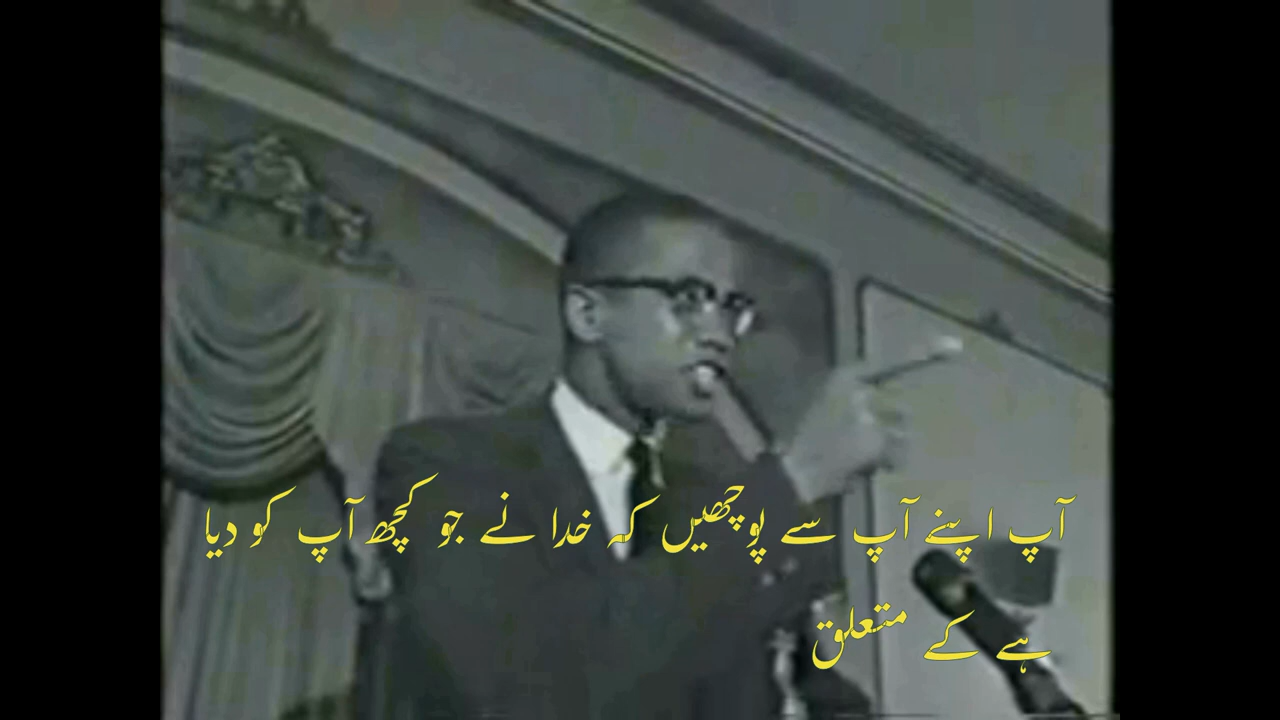 آپ اپنے آپ سے پوچھیں کہ خدا نے جو کچھ آپ کو دیا
ہے کے متعلق